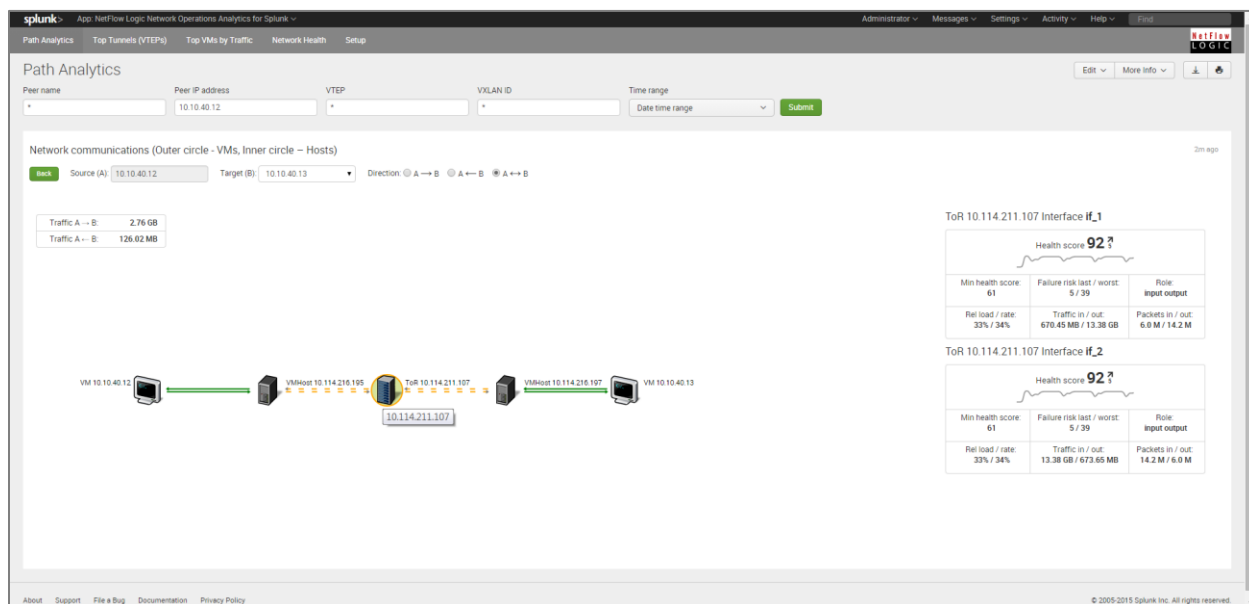 splunk> App: NetFlow Logic Network Operations Analytics for Splunk Administrator Messages Settings Activity Help Find
Path Analytics Top Tunnels (VTEPs) Top VMs by Traffic Network Health Setup NetFlow LOGIC
Path Analytics Edit More Info
Peer name Peer IP address VTEP VXLAN ID Time range
* 10.10.40.12 * * Date time range Submit
Network communications (Outer circle - VMs, Inner circle – Hosts) 2m ago
Back Source (A): 10.10.40.12 Target (B): 10.10.40.13 Direction: A → B A ← B A ↔ B
Traffic A → B: 2.76 GB
Traffic A ← B: 126.02 MB
ToR 10.114.211.107 Interface if_1
Health score 92 5
Min health score: Failure risk last / worst: Role:
61 5 / 39 input output
Rel load / rate: Traffic in / out: Packets in / out:
33% / 34% 670.45 MB / 13.38 GB 6.0 M / 14.2 M
ToR 10.114.211.107 Interface if_2
Health score 92 5
Min health score: Failure risk last / worst: Role:
61 5 / 39 input output
Rel load / rate: Traffic in / out: Packets in / out:
33% / 34% 13.38 GB / 673.65 MB 14.2 M / 6.0 M
VM 10.10.40.12 VMHost 10.114.216.195 ToR 10.114.211.107 VMHost 10.114.216.197 VM 10.10.40.13
10.114.211.107
About Support File a Bug Documentation Privacy Policy © 2005-2015 Splunk Inc. All rights reserved.